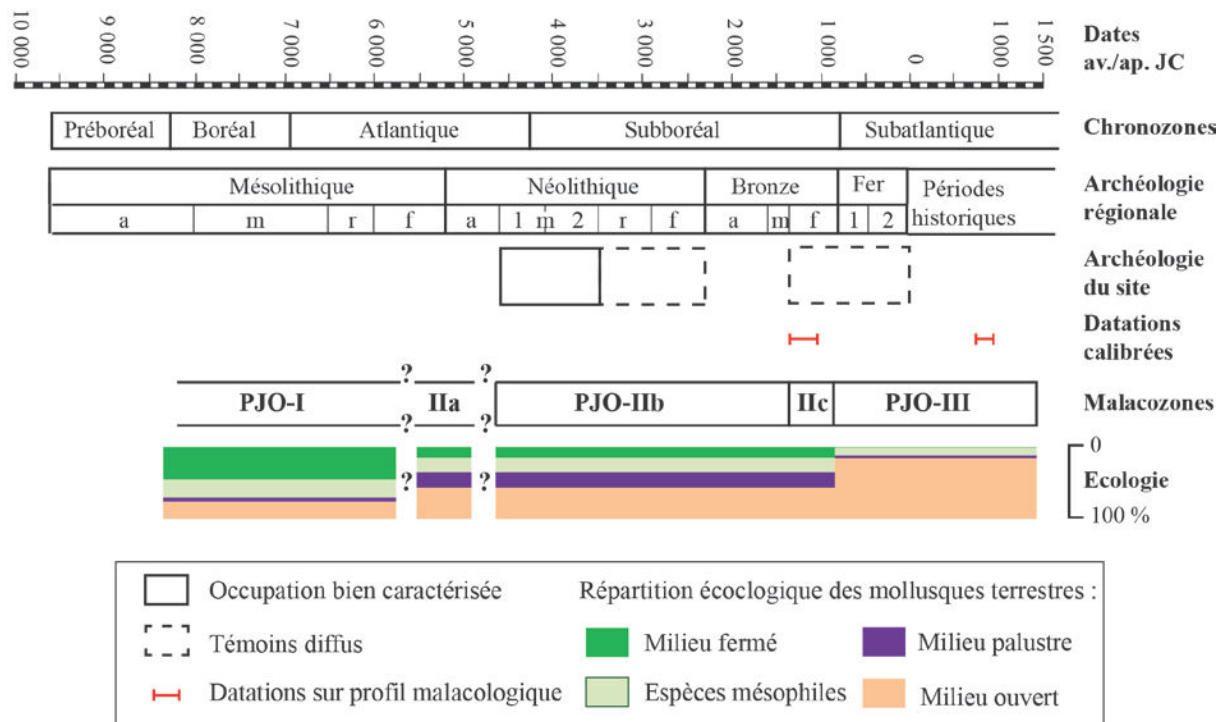 10 000 9 000 8 000 7 000 6 000 5 000 4 000 3 000 2 000 1 000 0 1 000 1 500
Dates
av./ap. JC
Préboréal Boréal Atlantique Subboréal Subatlantique
Chronozones
Mésolithique Néolithique Bronze Fer Périodes
historiques
a m r f a 1 m 2 r f a m f 1 2
Archéologie
régionale
Archéologie
du site
Datations
calibrées
? ?
PJO-I IIa PJO-IIb IIc PJO-III
Malacozones
? ?
? ?
0
Ecologie
100 %
Occupation bien caractérisée
Témoins diffus
Datations sur profil malacologique
Répartition écoclogique des mollusques terrestres :
Milieu fermé
Milieu palustre
Espèces mésophiles
Milieu ouvert